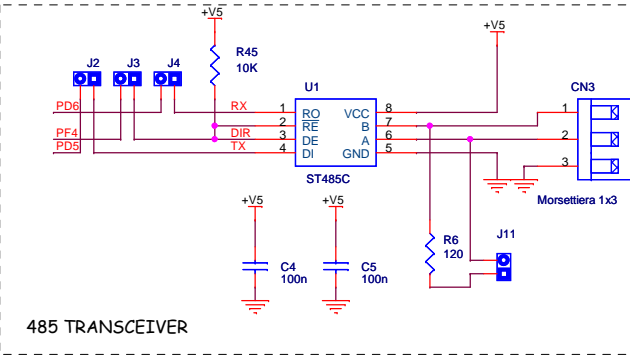 +V5
+V5
J2 J3 J4
R45
10K
U1
CN3
PD6 RX 1 RO VCC 8 1
2 RE B 7
PF4 DIR 3 DE A 6 2
PD5 TX 4 DI GND 5
3
ST485C
Morsettiera 1x3
+V5 +V5
R6
120
J11
C4
100n
C5
100n
485 TRANSCEIVER